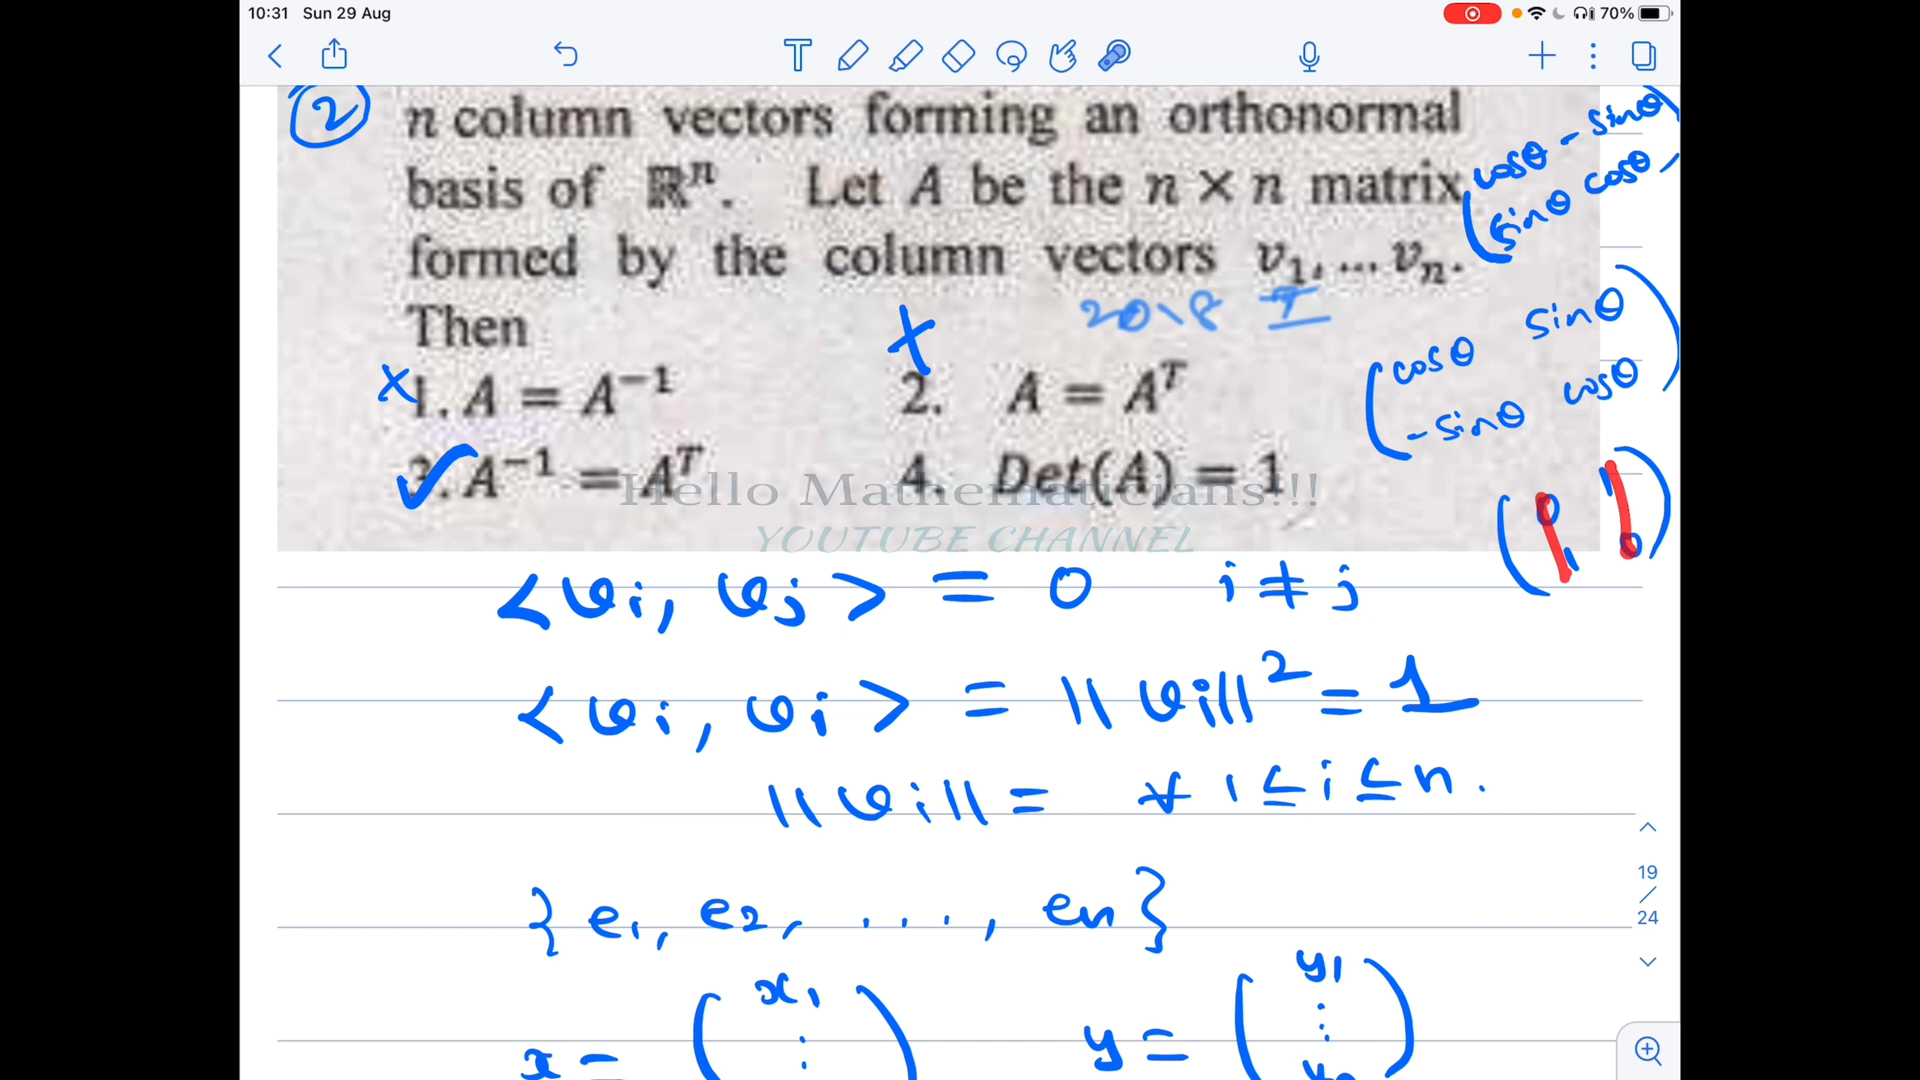 10:31 Sun 29 Aug 70%
2 n column vectors forming an orthonormal
basis of ℝⁿ. Let A be the n × n matrix
formed by the column vectors v₁, ... vₙ.
Then
2018 I
x 1. A = A⁻¹ x 2. A = Aᵀ
✓ 3. A⁻¹ = Aᵀ 4. Det(A) = 1
Hello Mathematicians!!!
YOUTUBE CHANNEL
cosθ -sinθ
sinθ cosθ
cosθ sinθ
-sinθ cosθ
0 1
1 0
<vi, vj> = 0 i ≠ j
<vi, vi> = ||vi||² = 1
||vi|| = ∀ 1 ≤ i ≤ n.
{e1, e2, ...., en}
x = ( x1 ⋮ y = ( y1 ⋮
19
/
24